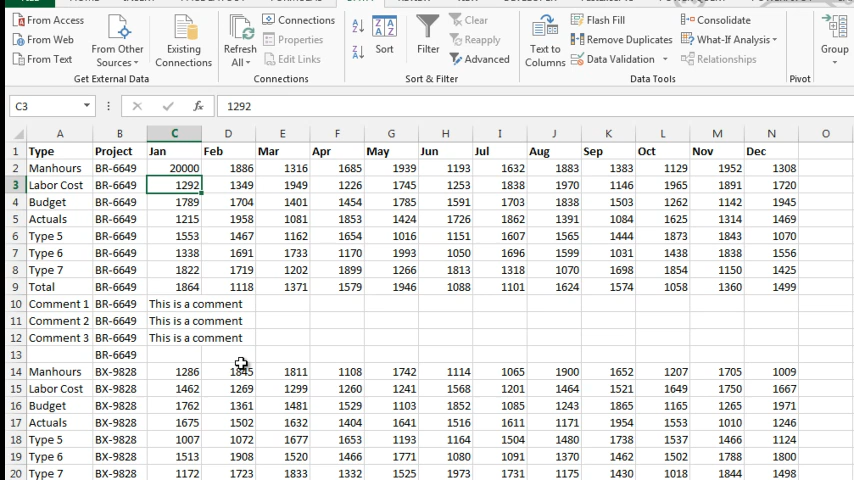 FORMULAS DATA REVIEW VIEW DEVELOPER
From Access
From Web
From Text
From Other Sources
Existing Connections
Get External Data
Refresh All
Connections
Properties
Edit Links
Connections
Sort
Filter
Clear
Reapply
Advanced
Sort & Filter
Text to Columns
Flash Fill
Remove Duplicates
Data Validation
Consolidate
What-If Analysis
Relationships
Data Tools
Group
Pivot
C3 fx 1292
A B C D E F G H I J K L M N O
1 Type Project Jan Feb Mar Apr May Jun Jul Aug Sep Oct Nov Dec
2 Manhours BR-6649 20000 1886 1316 1685 1939 1193 1632 1883 1383 1129 1952 1308
3 Labor Cost BR-6649 1292 1349 1949 1226 1745 1253 1838 1970 1146 1965 1891 1720
4 Budget BR-6649 1789 1704 1401 1454 1785 1591 1703 1838 1503 1262 1142 1945
5 Actuals BR-6649 1215 1958 1081 1853 1424 1726 1862 1391 1084 1625 1314 1469
6 Type 5 BR-6649 1553 1467 1162 1654 1016 1151 1607 1565 1444 1873 1843 1070
7 Type 6 BR-6649 1338 1691 1733 1170 1993 1050 1696 1599 1031 1438 1838 1556
8 Type 7 BR-6649 1822 1719 1202 1899 1266 1813 1318 1070 1698 1854 1150 1425
9 Total BR-6649 1864 1118 1371 1579 1946 1088 1101 1624 1574 1058 1360 1499
10 Comment 1 BR-6649 This is a comment
11 Comment 2 BR-6649 This is a comment
12 Comment 3 BR-6649 This is a comment
13 BR-6649
14 Manhours BX-9828 1286 1845 1811 1108 1742 1114 1065 1900 1652 1207 1705 1009
15 Labor Cost BX-9828 1462 1269 1299 1260 1241 1568 1201 1464 1521 1649 1750 1667
16 Budget BX-9828 1762 1361 1481 1529 1103 1852 1085 1243 1865 1165 1265 1971
17 Actuals BX-9828 1675 1502 1632 1404 1641 1516 1611 1171 1954 1553 1010 1246
18 Type 5 BX-9828 1007 1072 1677 1653 1193 1164 1504 1480 1738 1537 1466 1124
19 Type 6 BX-9828 1513 1908 1520 1466 1771 1080 1091 1370 1462 1502 1788 1800
20 Type 7 BX-9828 1172 1723 1833 1332 1525 1973 1731 1175 1430 1018 1844 1498